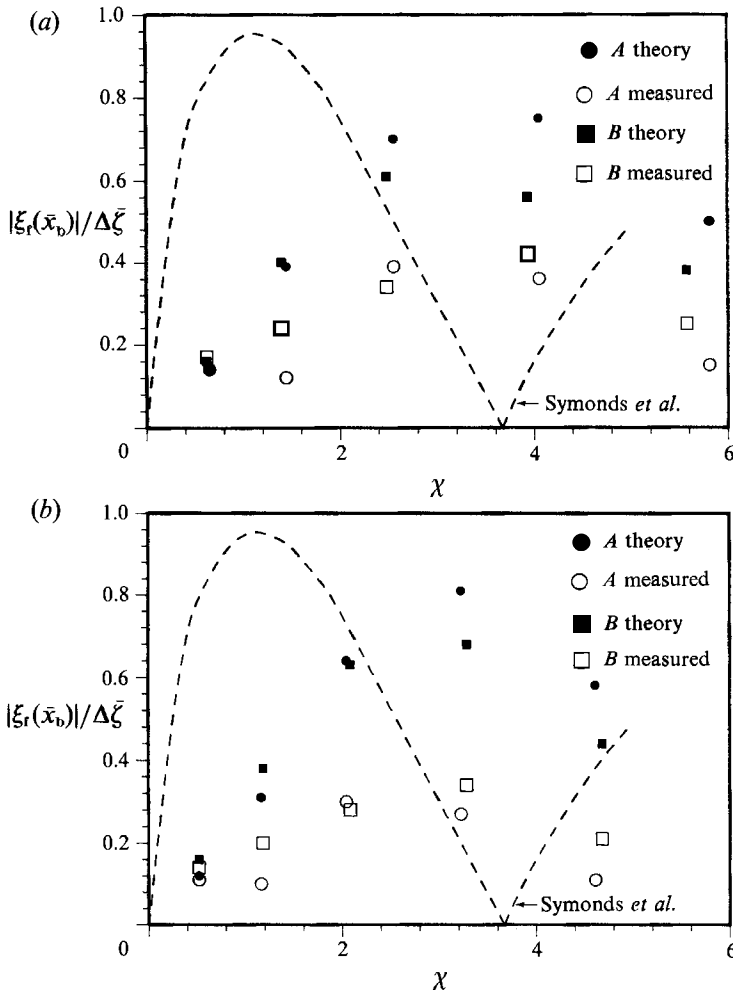 (a)
1.0
0.8
0.6
|ξr(x̄b)|/Δζ̄
0.4
0.2
0
A theory
A measured
B theory
B measured
Symonds et al.
2
4
6
χ
(b)
1.0
0.8
0.6
|ξr(x̄b)|/Δζ̄
0.4
0.2
0
A theory
A measured
B theory
B measured
Symonds et al.
2
4
6
χ